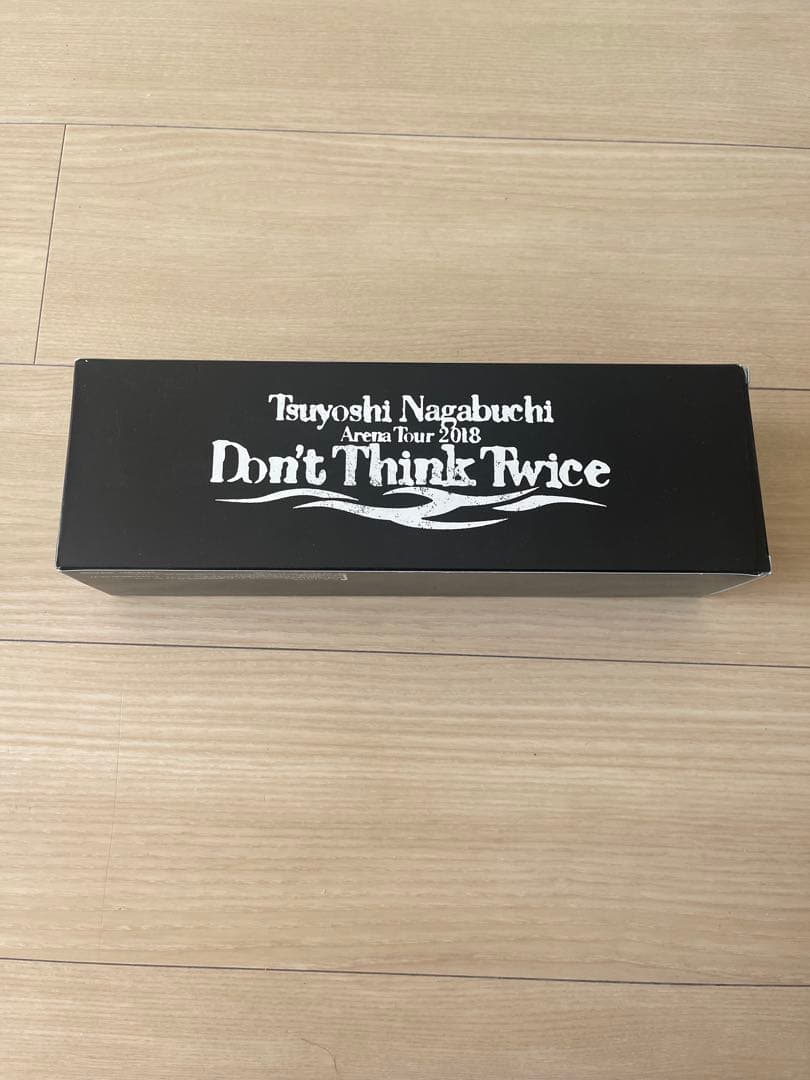 Tsuyoshi Nagabuchi
Arena Tour 2018
Don't Think Twice